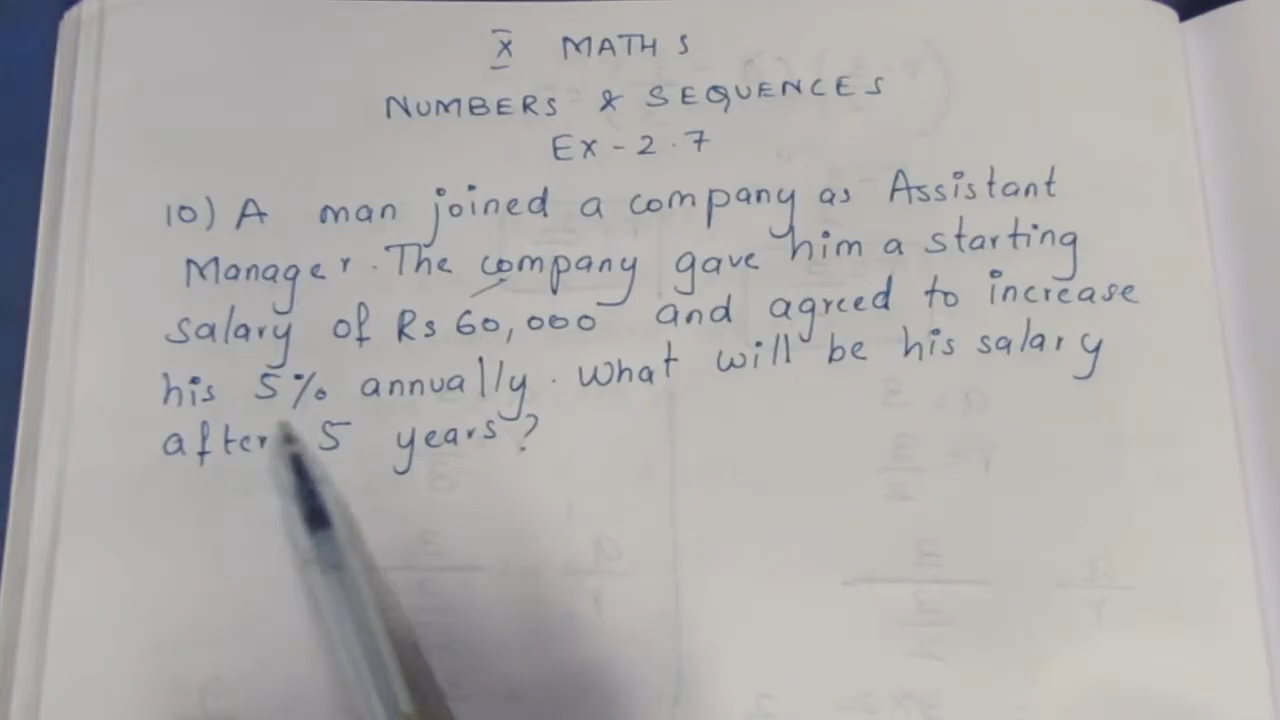 X MATHS
NUMBERS & SEQUENCES
Ex - 2.7
10) A man joined a company as Assistant
Manager. The company gave him a starting
salary of Rs 60,000 and agreed to increase
his 5% annually. What will be his salary
after 5 years?